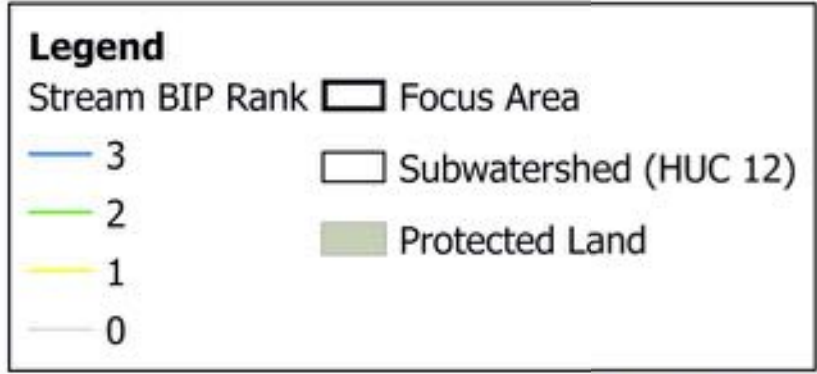 Legend
Stream BIP Rank
3
2
1
0
Focus Area
Subwatershed (HUC 12)
Protected Land